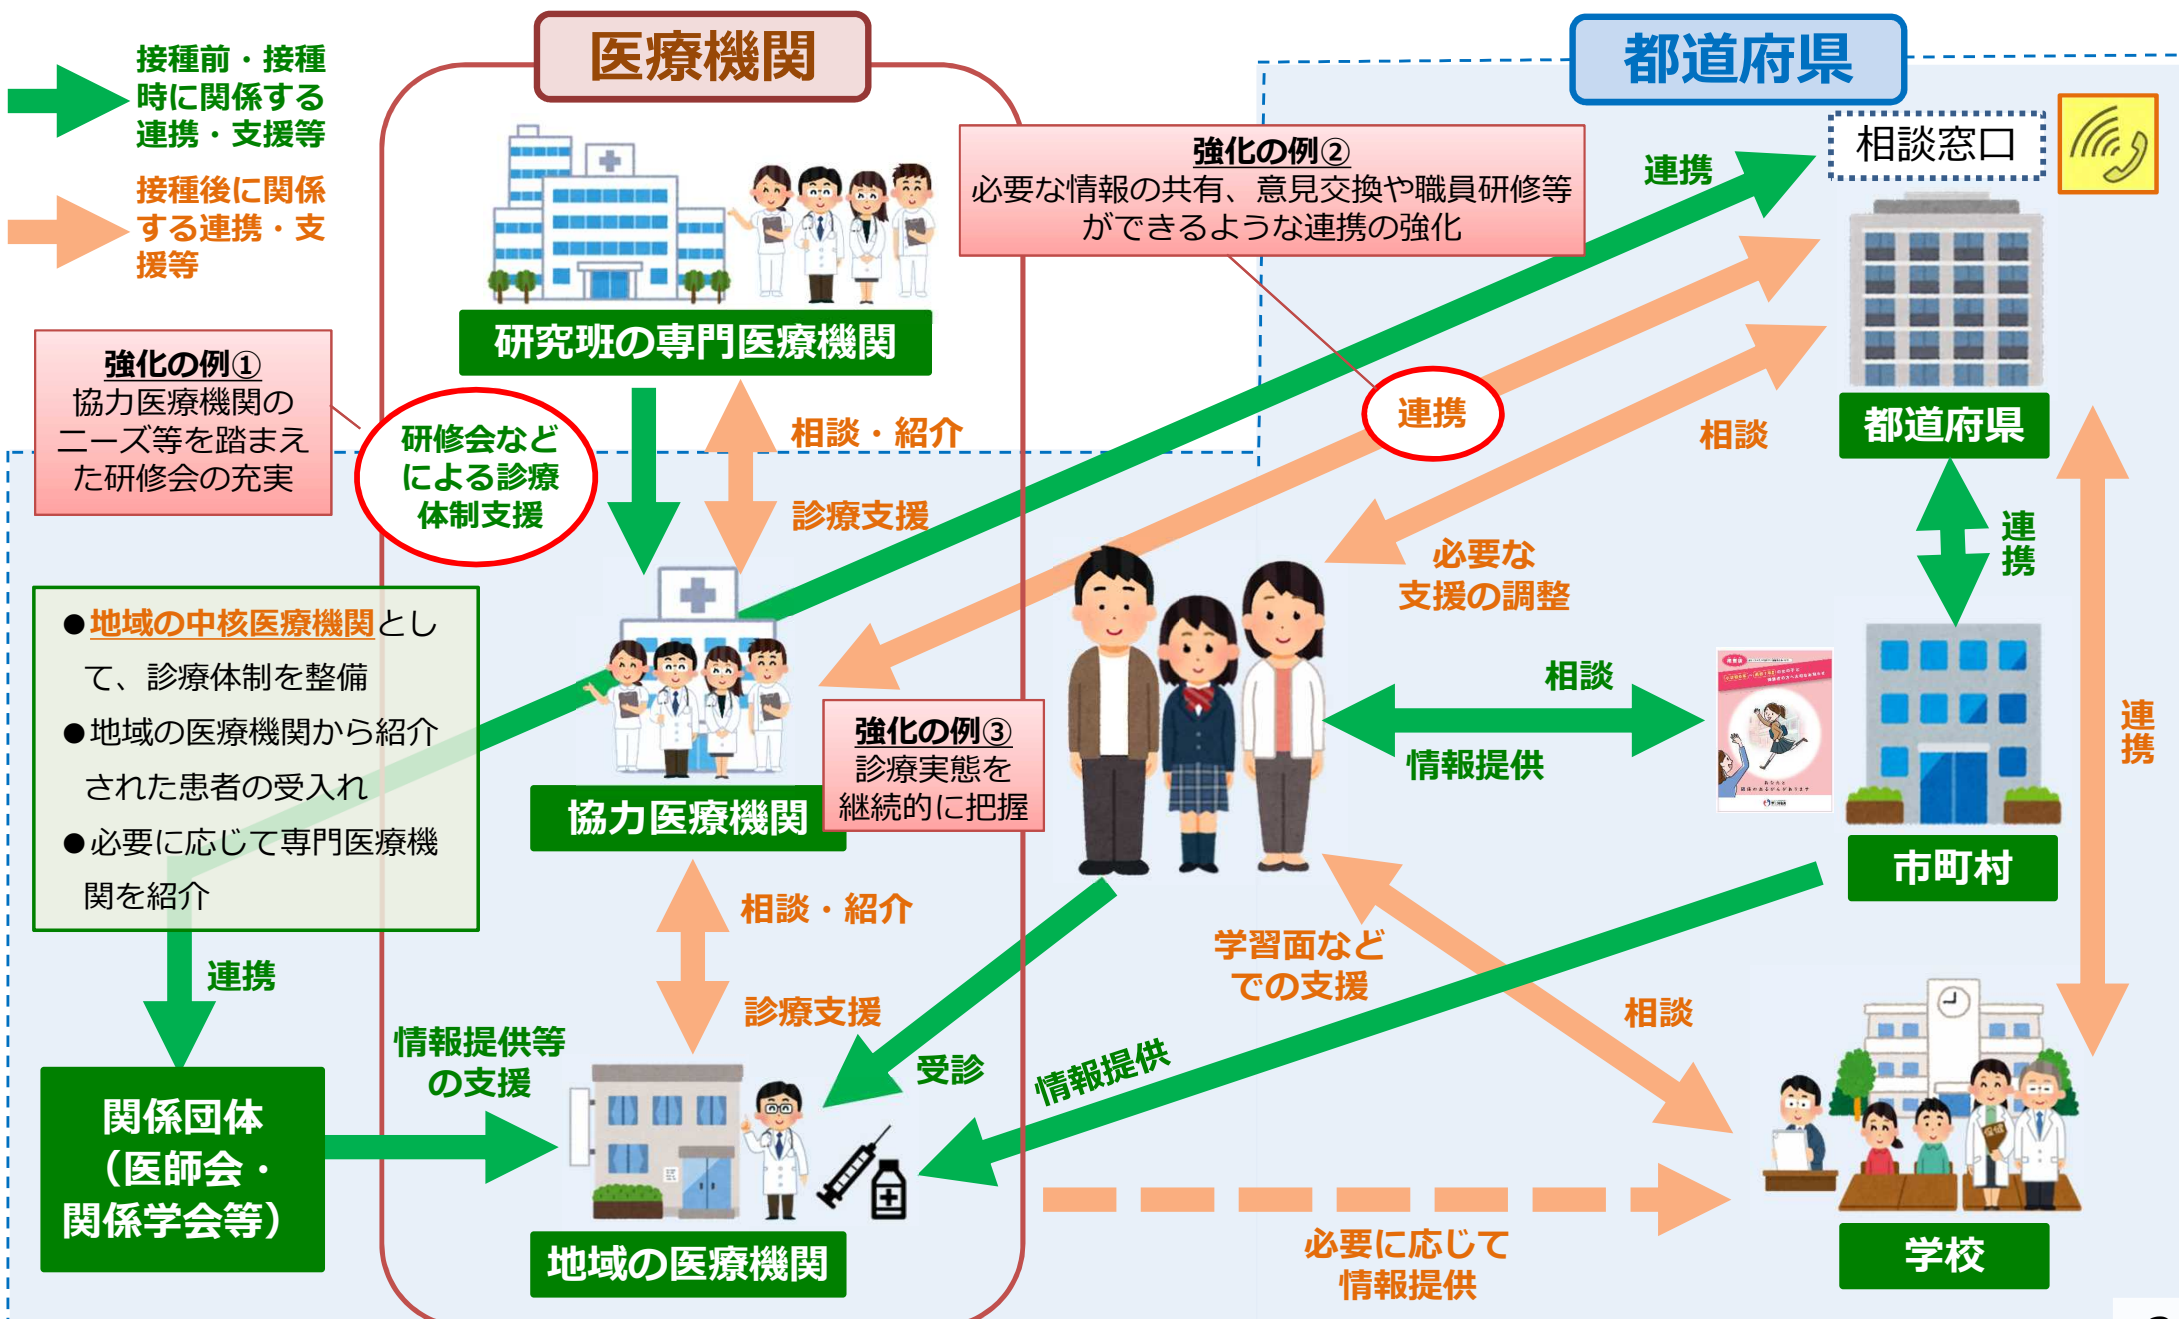 接種前・接種
時に関係する
連携・支援等
接種後に関係
する連携・支
援等
医療機関
都道府県
相談窓口
強化の例②
必要な情報の共有、意見交換や職員研修等
ができるような連携の強化
連携
研究班の専門医療機関
強化の例①
協力医療機関の
ニーズ等を踏まえ
た研修会の充実
研修会など
による診療
体制支援
相談・紹介
診療支援
連携
相談
都道府県
必要な
支援の調整
連携
●地域の中核医療機関とし
て、診療体制を整備
●地域の医療機関から紹介
された患者の受入れ
●必要に応じて専門医療機
関を紹介
協力医療機関
強化の例③
診療実態を
継続的に把握
相談
情報提供
市町村
連携
相談・紹介
診療支援
連携
学習面など
での支援
相談
情報提供等
の支援
受診
情報提供
関係団体
（医師会・
関係学会等）
地域の医療機関
必要に応じて
情報提供
学校